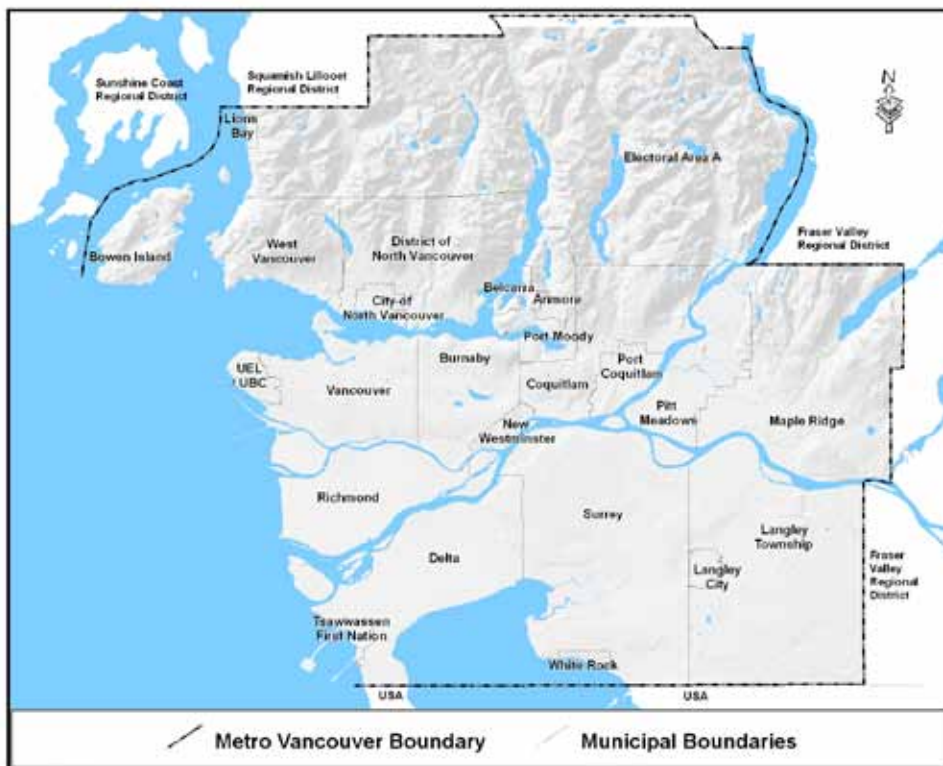 Sunshine Coast
Regional District
Squamish Lillooet
Regional District
N
Lions
Bay
Electoral Area A
Fraser Valley
Regional District
Bowen Island
West
Vancouver
District of
North Vancouver
Belcarra
Anmore
City of
North Vancouver
Port Moody
UEL
UBC
Vancouver
Burnaby
Coquitlam
Port
Coquitlam
New
Westminster
Pitt
Meadows
Maple Ridge
Richmond
Surrey
Langley
Township
Delta
Langley
City
Fraser
Valley
Regional
District
Tsawwassen
First Nation
White Rock
USA
USA
Metro Vancouver Boundary
Municipal Boundaries